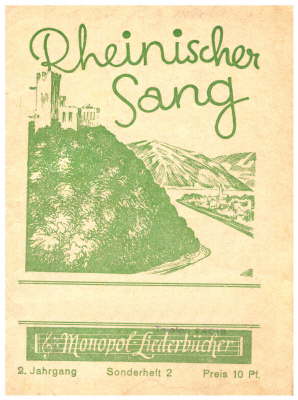 Rheinischer
Sang
Monopol-Liederbücher
2. Jahrgang Sonderheft 2 Preis 10 Pf.